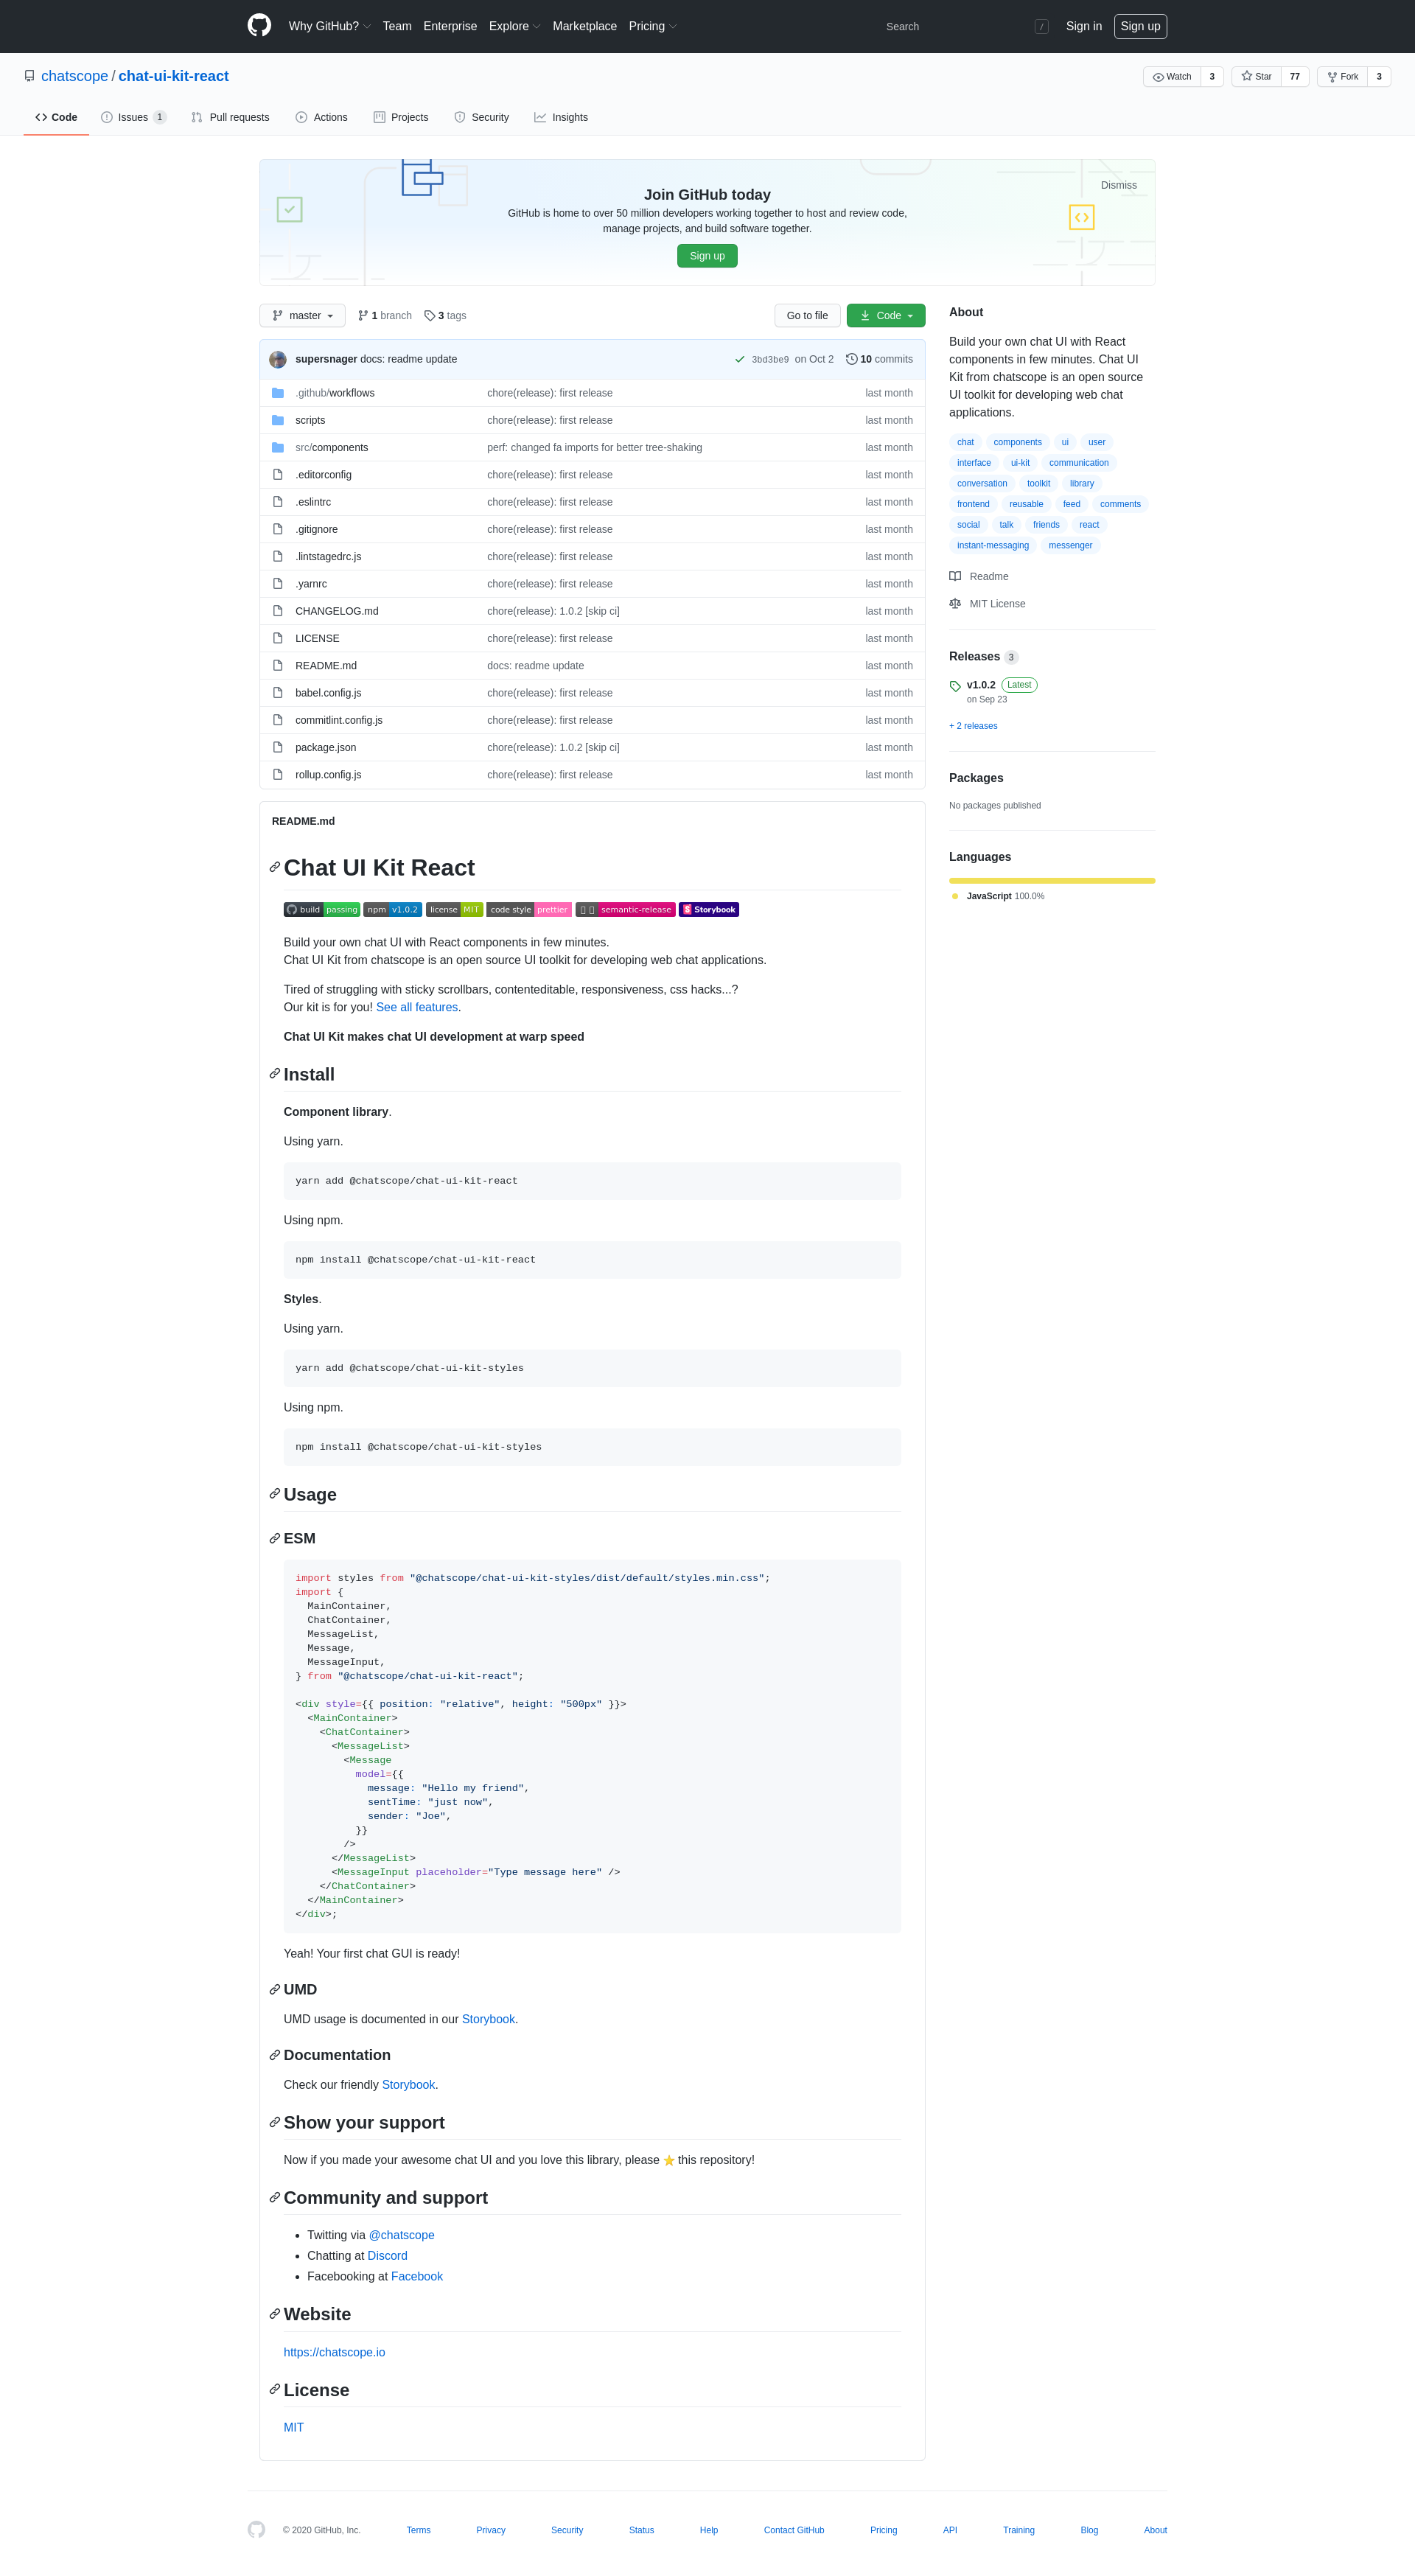 Why GitHub? Team Enterprise Explore Marketplace Pricing Search / Sign in Sign up
chatscope / chat-ui-kit-react
Watch 3 Star 77 Fork 3
Code Issues 1 Pull requests Actions Projects Security Insights
Dismiss
Join GitHub today
GitHub is home to over 50 million developers working together to host and review code,
manage projects, and build software together.
Sign up
master 1 branch 3 tags Go to file Code
supersnager docs: readme update 3bd3be9 on Oct 2 10 commits
.github/workflows chore(release): first release last month
scripts chore(release): first release last month
src/components perf: changed fa imports for better tree-shaking last month
.editorconfig chore(release): first release last month
.eslintrc chore(release): first release last month
.gitignore chore(release): first release last month
.lintstagedrc.js chore(release): first release last month
.yarnrc chore(release): first release last month
CHANGELOG.md chore(release): 1.0.2 [skip ci] last month
LICENSE chore(release): first release last month
README.md docs: readme update last month
babel.config.js chore(release): first release last month
commitlint.config.js chore(release): first release last month
package.json chore(release): 1.0.2 [skip ci] last month
rollup.config.js chore(release): first release last month
README.md
Chat UI Kit React
build passing npm v1.0.2 license MIT code style prettier semantic-release Storybook
Build your own chat UI with React components in few minutes.
Chat UI Kit from chatscope is an open source UI toolkit for developing web chat applications.
Tired of struggling with sticky scrollbars, contenteditable, responsiveness, css hacks...?
Our kit is for you! See all features.
Chat UI Kit makes chat UI development at warp speed
Install
Component library.
Using yarn.
yarn add @chatscope/chat-ui-kit-react
Using npm.
npm install @chatscope/chat-ui-kit-react
Styles.
Using yarn.
yarn add @chatscope/chat-ui-kit-styles
Using npm.
npm install @chatscope/chat-ui-kit-styles
Usage
ESM
import styles from "@chatscope/chat-ui-kit-styles/dist/default/styles.min.css";
import {
  MainContainer,
  ChatContainer,
  MessageList,
  Message,
  MessageInput,
} from "@chatscope/chat-ui-kit-react";
<div style={{ position: "relative", height: "500px" }}>
  <MainContainer>
    <ChatContainer>
      <MessageList>
        <Message
          model={{
            message: "Hello my friend",
            sentTime: "just now",
            sender: "Joe",
          }}
        />
      </MessageList>
      <MessageInput placeholder="Type message here" />
    </ChatContainer>
  </MainContainer>
</div>;
Yeah! Your first chat GUI is ready!
UMD
UMD usage is documented in our Storybook.
Documentation
Check our friendly Storybook.
Show your support
Now if you made your awesome chat UI and you love this library, please ⭐ this repository!
Community and support
• Twitting via @chatscope
• Chatting at Discord
• Facebooking at Facebook
Website
https://chatscope.io
License
MIT
About
Build your own chat UI with React
components in few minutes. Chat UI
Kit from chatscope is an open source
UI toolkit for developing web chat
applications.
chat components ui user
interface ui-kit communication
conversation toolkit library
frontend reusable feed comments
social talk friends react
instant-messaging messenger
Readme
MIT License
Releases 3
v1.0.2 Latest
on Sep 23
+ 2 releases
Packages
No packages published
Languages
JavaScript 100.0%
© 2020 GitHub, Inc. Terms Privacy Security Status Help Contact GitHub Pricing API Training Blog About